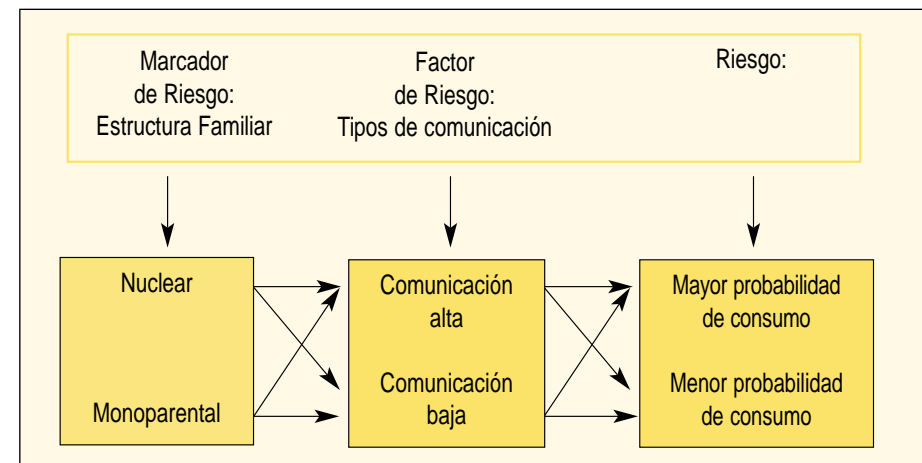 Marcador
de Riesgo:
Estructura Familiar
Factor
de Riesgo:
Tipos de comunicación
Riesgo:
Nuclear
Monoparental
Comunicación
alta
Comunicación
baja
Mayor probabilidad
de consumo
Menor probabilidad
de consumo